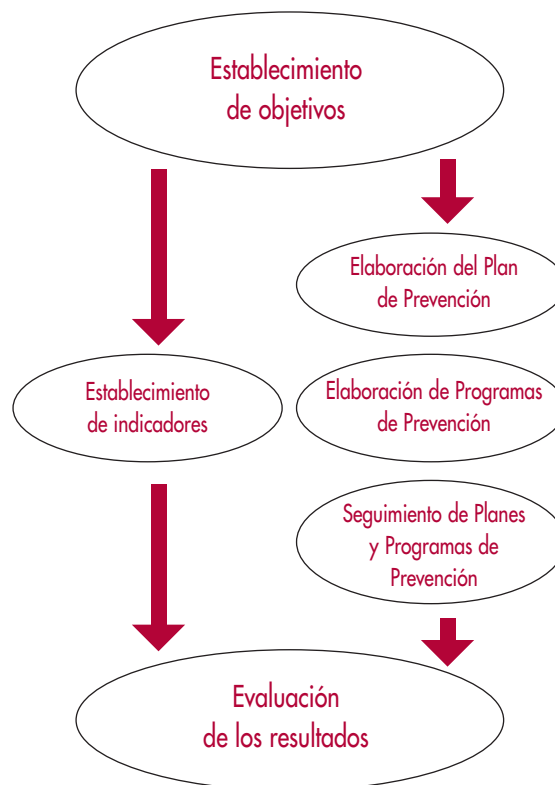 Establecimiento
de objetivos
Elaboración del Plan
de Prevención
Establecimiento
de indicadores
Elaboración de Programas
de Prevención
Seguimiento de Planes
y Programas de
Prevención
Evaluación
de los resultados